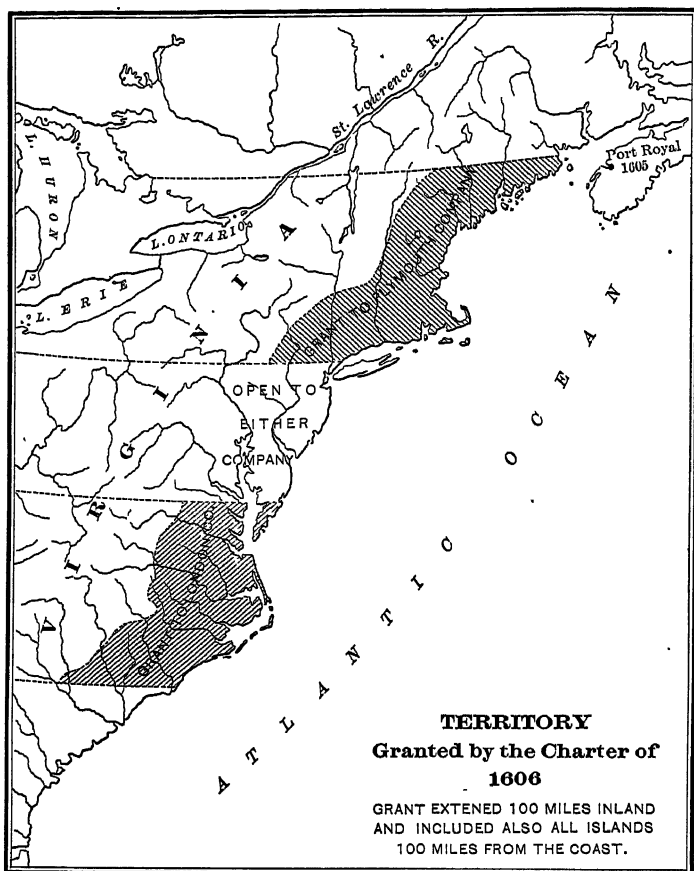 St. Lawrence R.
Port Royal
1605
L. HURON
L. ONTARIO
L. ERIE
VIRGINIA
GRANT TO PLYMOUTH COMPANY
OPEN TO
EITHER
COMPANY
GRANT TO LONDON CO.
ATLANTIC OCEAN
TERRITORY
Granted by the Charter of
1606
GRANT EXTENED 100 MILES INLAND
AND INCLUDED ALSO ALL ISLANDS
100 MILES FROM THE COAST.